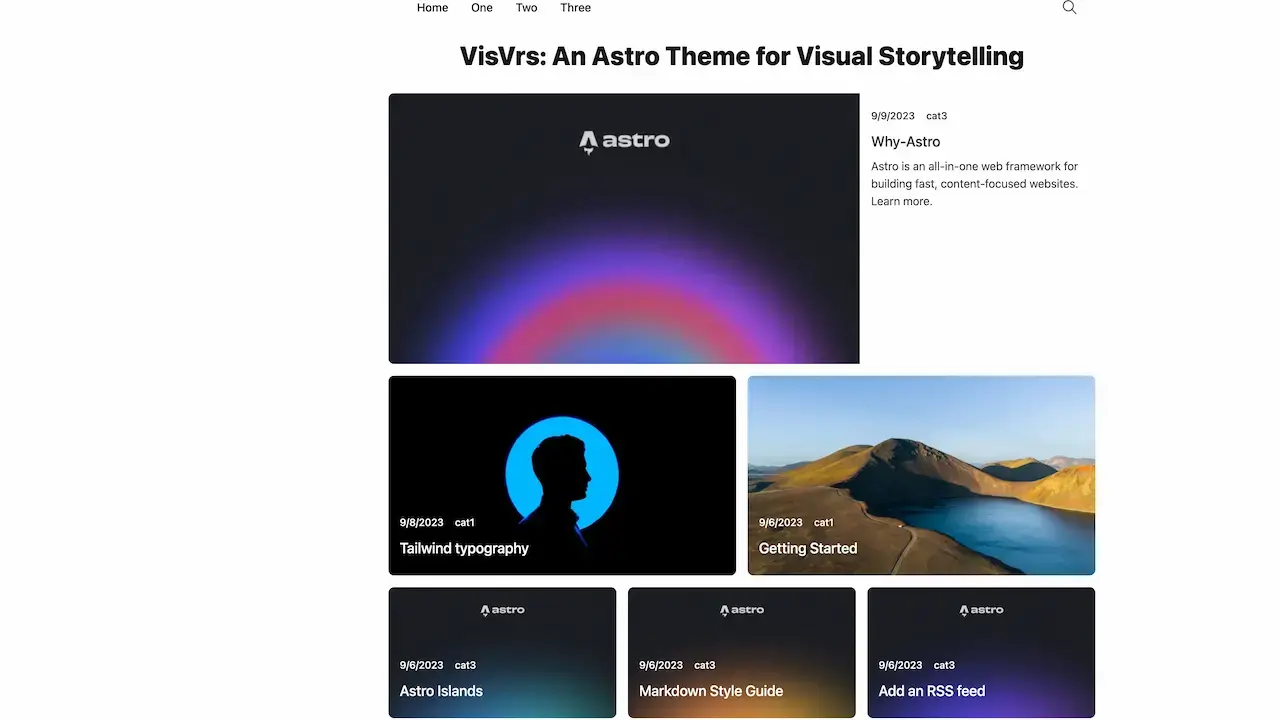 Home One Two Three
VisVrs: An Astro Theme for Visual Storytelling
astro
9/9/2023 cat3
Why-Astro
Astro is an all-in-one web framework for
building fast, content-focused websites.
Learn more.
9/8/2023 cat1
Tailwind typography
9/6/2023 cat1
Getting Started
astro
9/6/2023 cat3
Astro Islands
astro
9/6/2023 cat3
Markdown Style Guide
astro
9/6/2023 cat3
Add an RSS feed